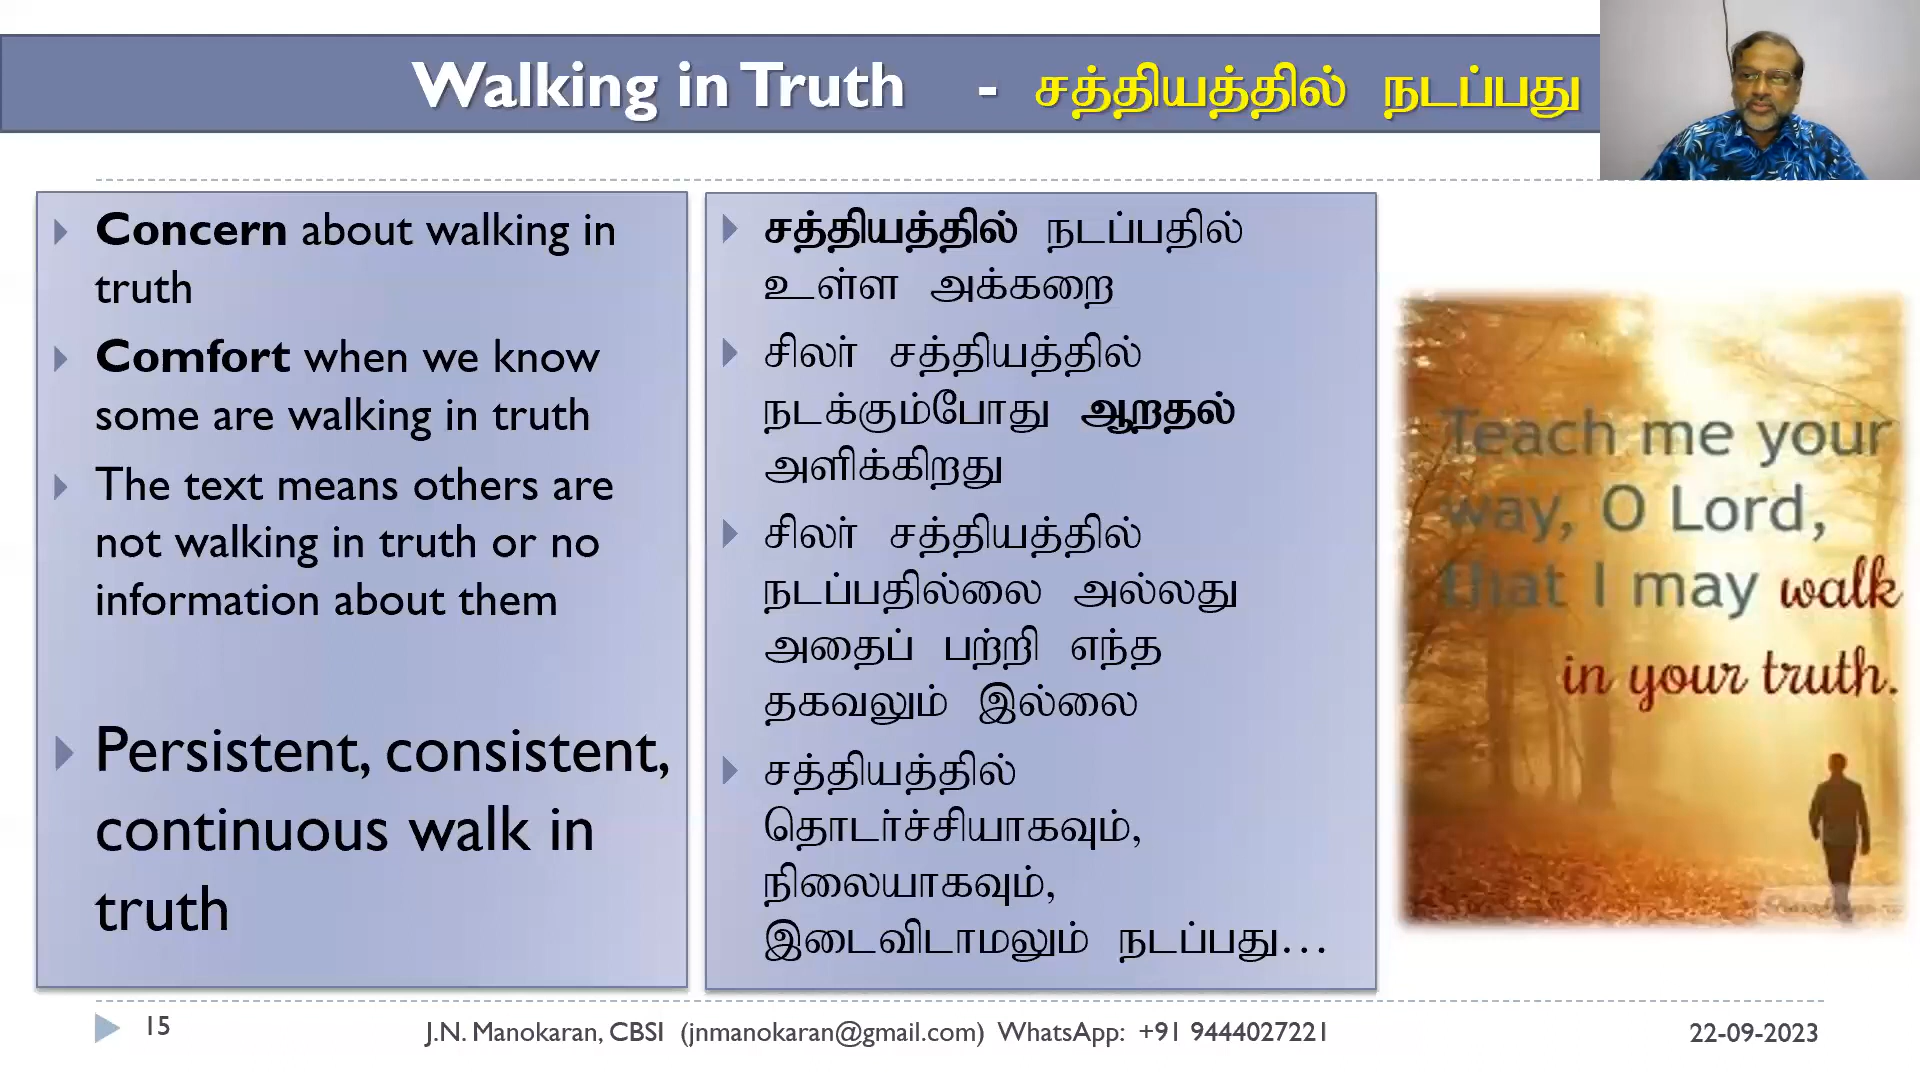 Walking in Truth - சத்தியத்தில் நடப்பது
Concern about walking in
truth
Comfort when we know
some are walking in truth
The text means others are
not walking in truth or no
information about them
Persistent, consistent,
continuous walk in
truth
சத்தியத்தில் நடப்பதில்
உள்ள அக்கறை
சிலர் சத்தியத்தில்
நடக்கும்போது ஆறதல்
அளிக்கிறது
சிலர் சத்தியத்தில்
நடப்பதில்லை அல்லது
அதைப் பற்றி எந்த
தகவலும் இல்லை
சத்தியத்தில்
தொடர்ச்சியாகவும்,
நிலையாகவும்,
இடைவிடாமலும் நடப்பது...
Teach me your
way, O Lord,
that I may walk
in your truth.
15
J.N. Manokaran, CBSI (jnmanokaran@gmail.com) WhatsApp: +91 9444027221
22-09-2023